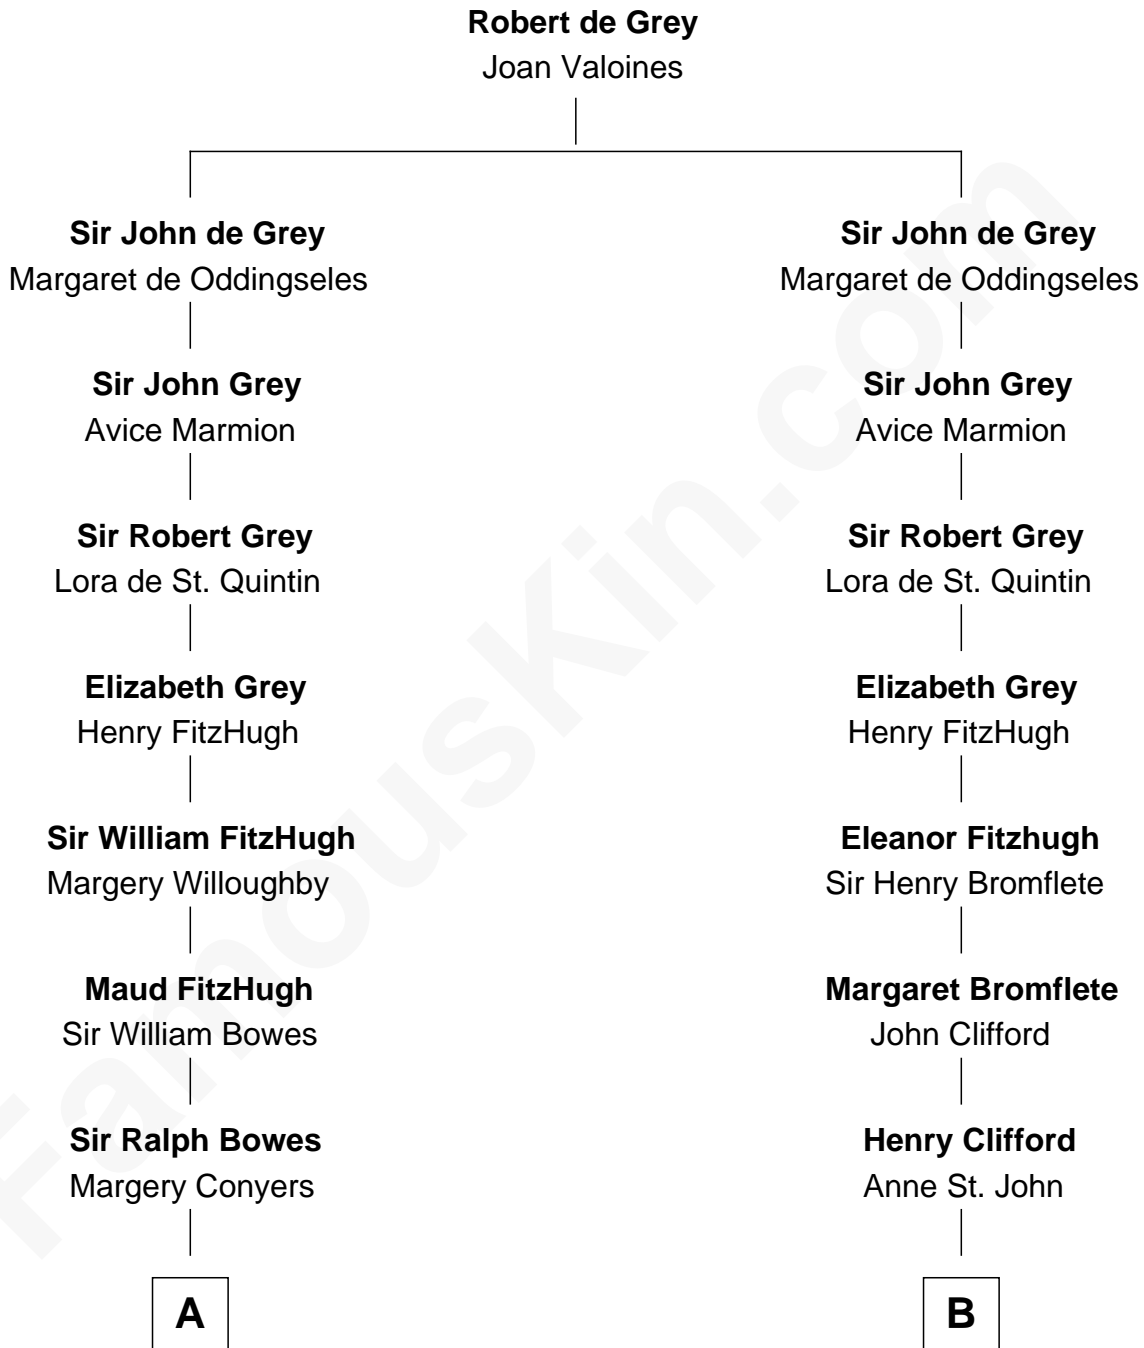 Robert de Grey
Joan Valoines
Sir John de Grey
Margaret de Oddingseles
Sir John de Grey
Margaret de Oddingseles
Sir John Grey
Avice Marmion
Sir John Grey
Avice Marmion
Sir Robert Grey
Lora de St. Quintin
Sir Robert Grey
Lora de St. Quintin
Elizabeth Grey
Henry FitzHugh
Elizabeth Grey
Henry FitzHugh
Sir William FitzHugh
Margery Willoughby
Eleanor Fitzhugh
Sir Henry Bromflete
Maud FitzHugh
Sir William Bowes
Margaret Bromflete
John Clifford
Sir Ralph Bowes
Margery Conyers
Henry Clifford
Anne St. John
A
B
FamousKin.com